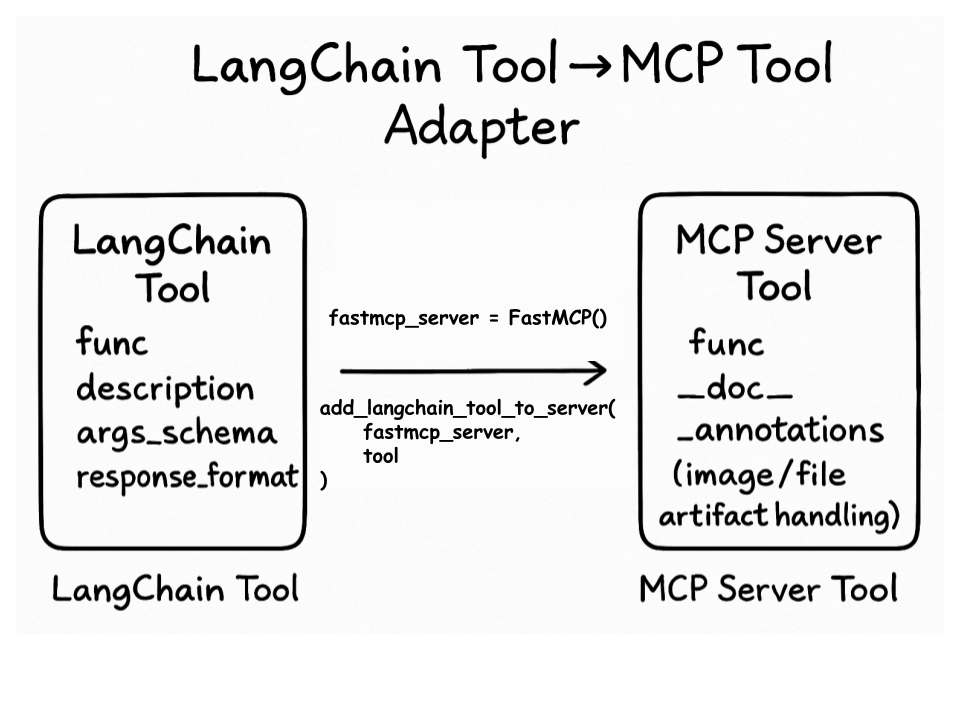 LangChain Tool→MCP Tool
Adapter
LangChain
Tool
func
description
args_schema
response_format
fastmcp_server = FastMCP()
add_langchain_tool_to_server(
fastmcp_server,
tool
)
MCP Server
Tool
func
__doc__
_annotations
(image/file
artifact handling)
LangChain Tool
MCP Server Tool